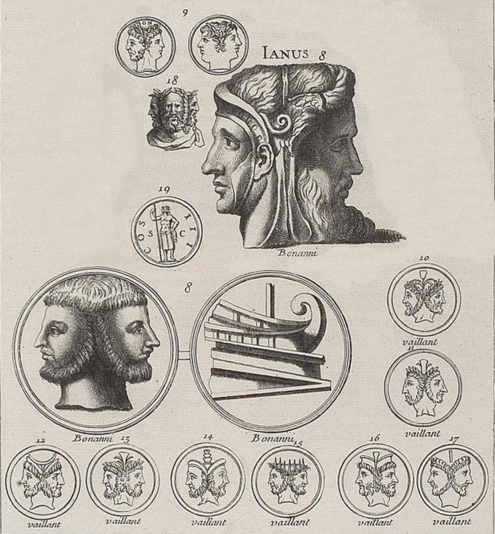 9
IANUS 8
18
19
COS III
S C
Bonanni
8
10
vaillant
11
vaillant
Bonanni
Bonanni
12
13
14
15
16
17
vaillant
vaillant
vaillant
vaillant
vaillant
vaillant